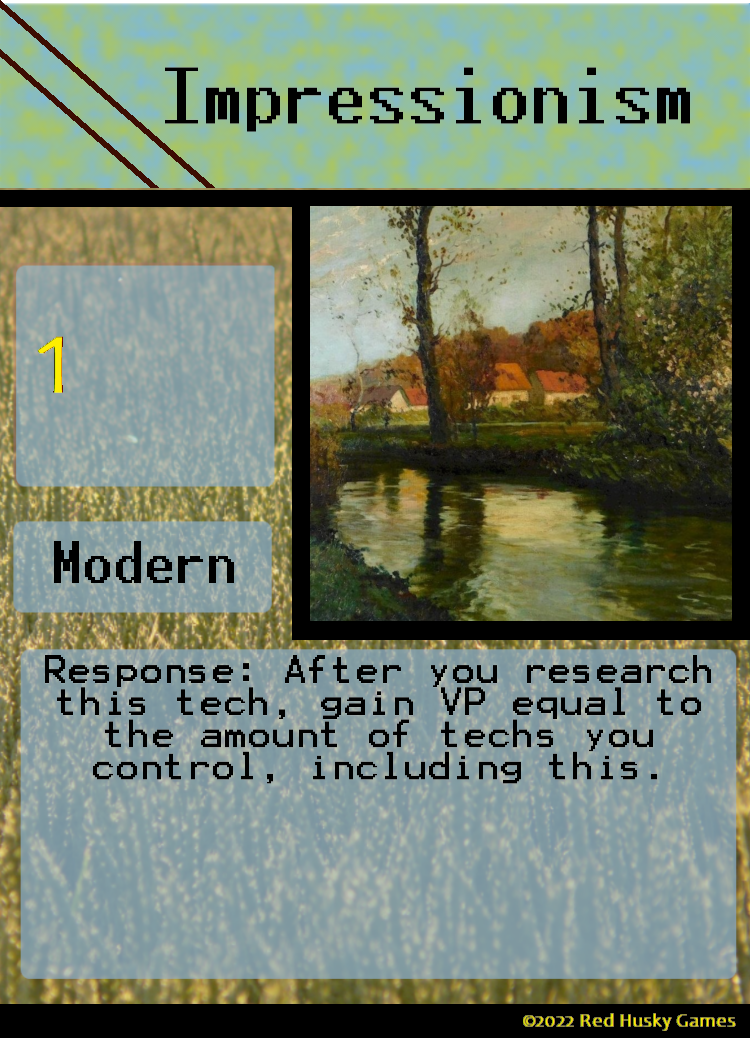 Impressionism
1
Modern
Response: After you research
this tech, gain VP equal to
the amount of techs you
control, including this.
©2022 Red Husky Games